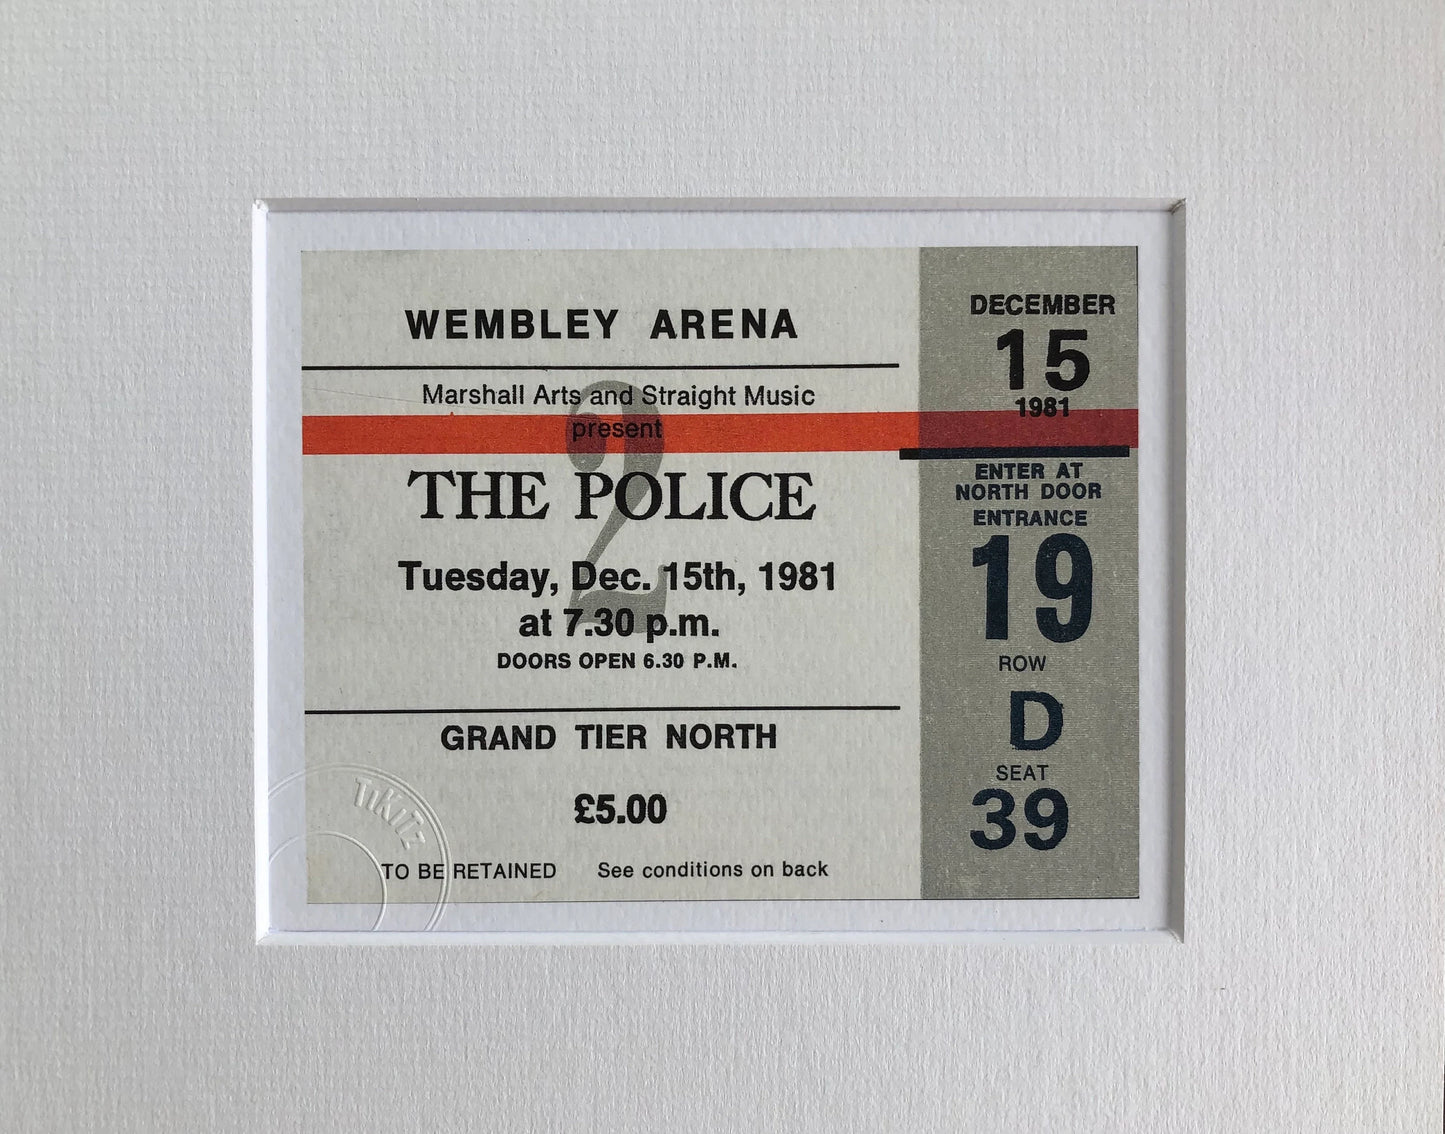 WEMBLEY ARENA
Marshall Arts and Straight Music
present
2
THE POLICE
Tuesday, Dec. 15th, 1981
at 7.30 p.m.
DOORS OPEN 6.30 P.M.
GRAND TIER NORTH
£5.00
TO BE RETAINED See conditions on back
TiKiTz
DECEMBER
15
1981
ENTER AT
NORTH DOOR
ENTRANCE
19
ROW
D
SEAT
39